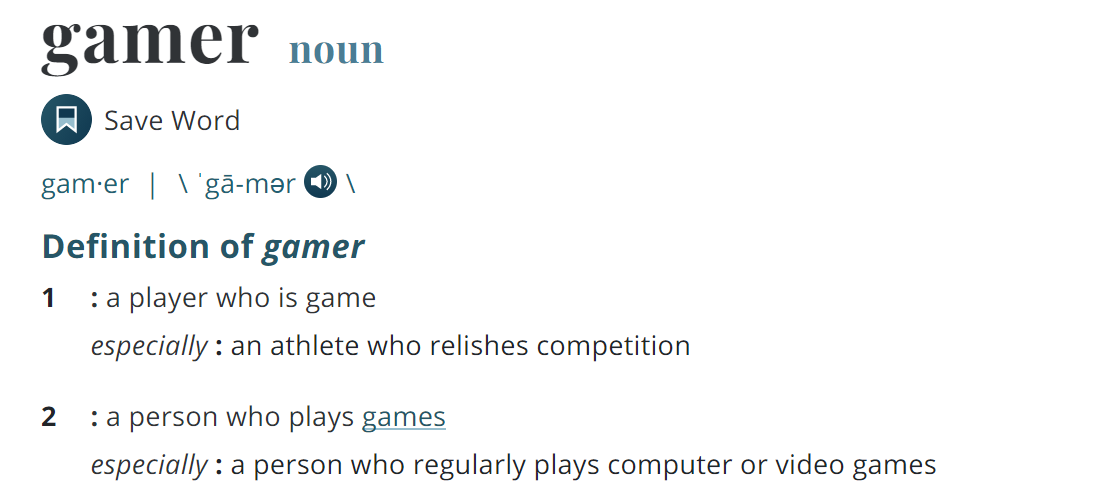 gamer noun
Save Word
gam·er | \ ˈgā-mər \
Definition of gamer
1 : a player who is game
especially : an athlete who relishes competition
2 : a person who plays games
especially : a person who regularly plays computer or video games